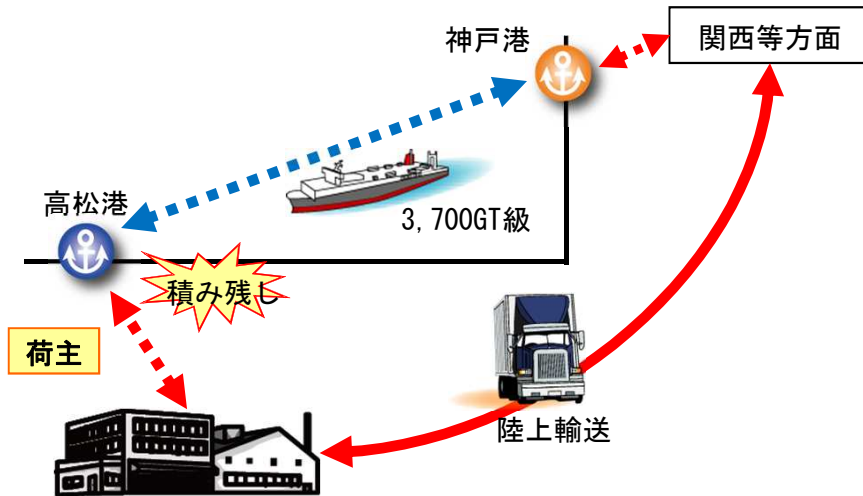 神戸港
関西等方面
高松港
3,700GT級
積み残し
荷主
陸上輸送